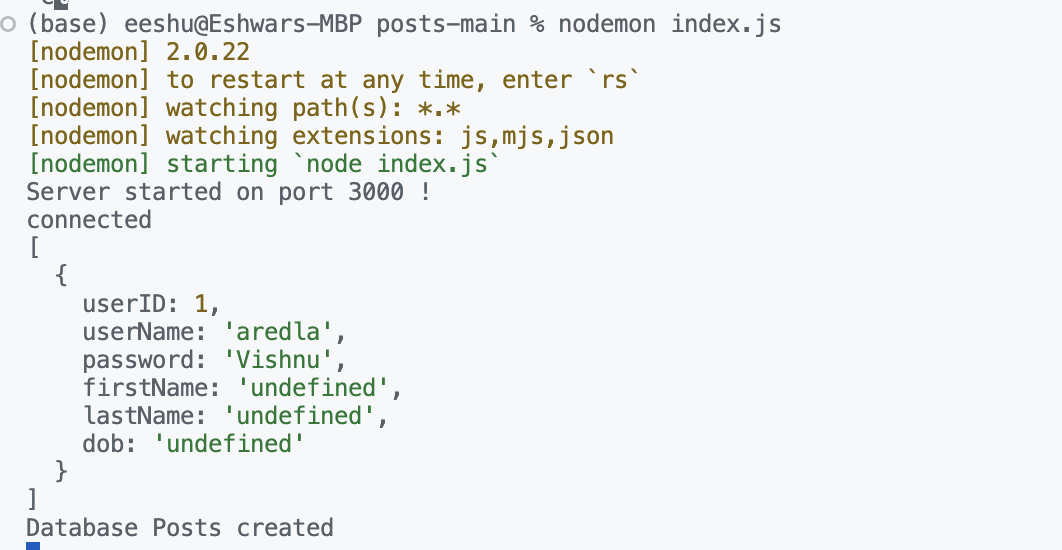 (base) eeshu@Eshwars-MBP posts-main % nodemon index.js
[nodemon] 2.0.22
[nodemon] to restart at any time, enter `rs`
[nodemon] watching path(s): *.*
[nodemon] watching extensions: js,mjs,json
[nodemon] starting `node index.js`
Server started on port 3000 !
connected
[
  {
    userID: 1,
    userName: 'aredla',
    password: 'Vishnu',
    firstName: 'undefined',
    lastName: 'undefined',
    dob: 'undefined'
  }
]
Database Posts created